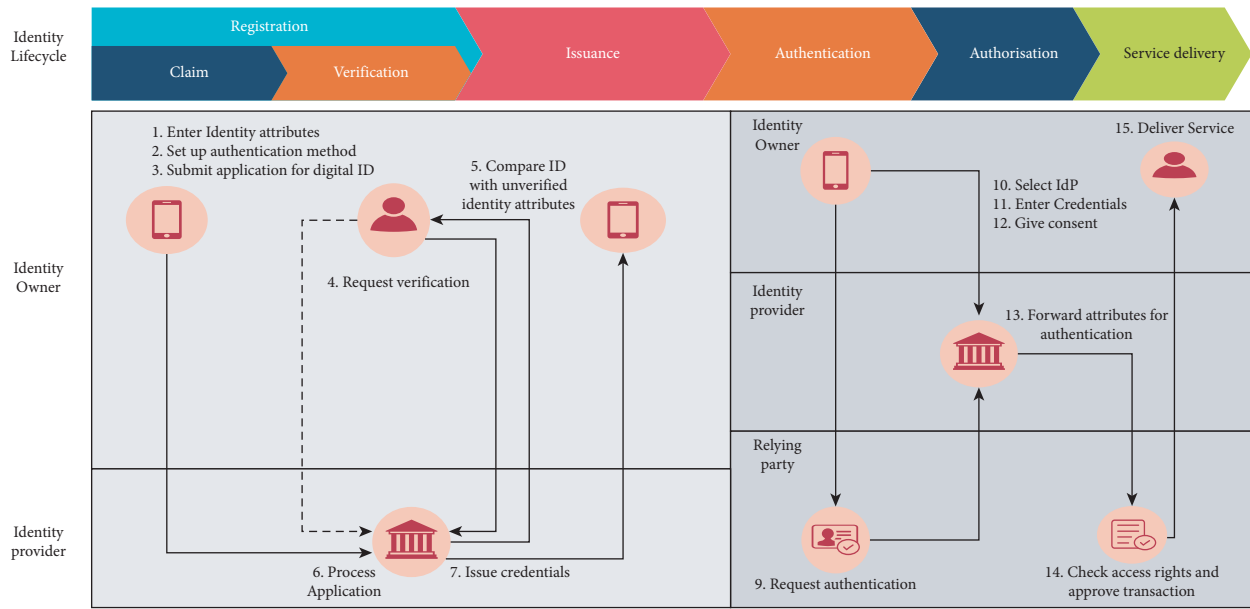 Identity
Lifecycle
Registration
Claim
Verification
Issuance
Authentication
Authorisation
Service delivery
1. Enter Identity attributes
2. Set up authentication method
3. Submit application for digital ID
5. Compare ID
with unverified
identity attributes
4. Request verification
Identity
Owner
Identity
provider
6. Process
Application
7. Issue credentials
Identity
Owner
15. Deliver Service
10. Select IdP
11. Enter Credentials
12. Give consent
Identity
provider
13. Forward attributes for
authentication
Relying
party
9. Request authentication
14. Check access rights and
approve transaction